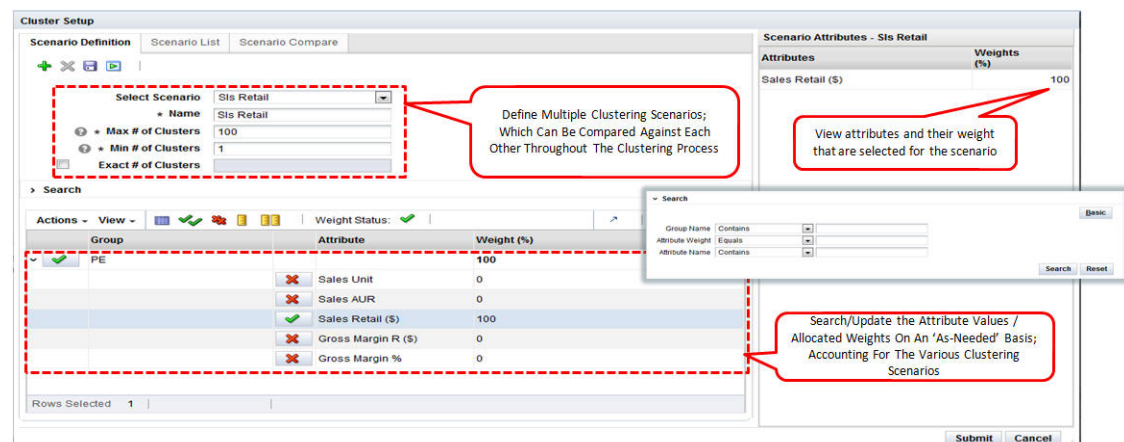 Cluster Setup
Scenario Definition Scenario List Scenario Compare
Select Scenario Sls Retail
* Name Sls Retail
* Max # of Clusters 100
* Min # of Clusters 1
Exact # of Clusters
Define Multiple Clustering Scenarios;
Which Can Be Compared Against Each
Other Throughout The Clustering Process
Scenario Attributes - Sls Retail
Attributes Weights
(%)
Sales Retail ($) 100
View attributes and their weight
that are selected for the scenario
Search
Actions View Weight Status:
Group Attribute Weight (%)
PE 100
Sales Unit 0
Sales AUR 0
Sales Retail ($) 100
Gross Margin R ($) 0
Gross Margin % 0
Rows Selected 1
Search
Basic
Group Name Contains
Attribute Weight Equals
Attribute Name Contains
Search Reset
Search/Update the Attribute Values /
Allocated Weights On An 'As-Needed' Basis;
Accounting For The Various Clustering
Scenarios
Submit Cancel